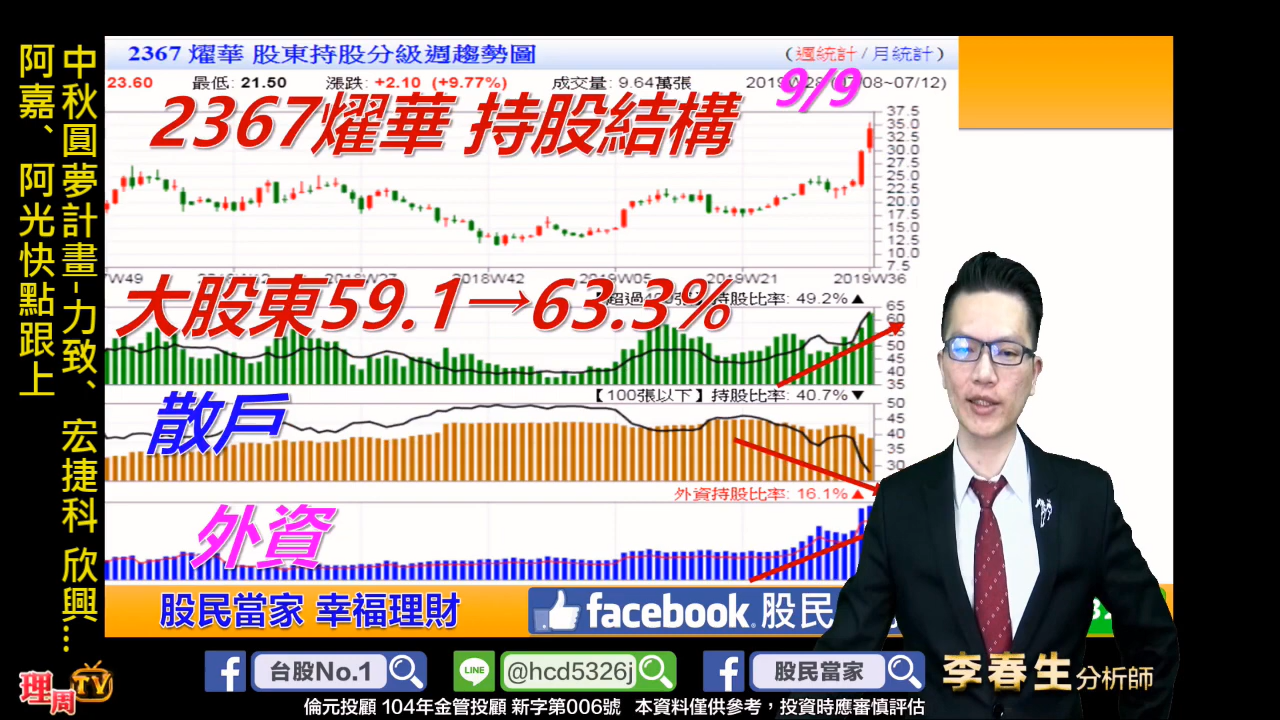 中秋圓夢計畫-力致、宏捷科 欣興...
阿嘉、阿光快點跟上
2367 燿華 股東持股分級週趨勢圖
(週統計/月統計)
23.60 最低: 21.50 漲跌: +2.10 (+9.77%) 成交量: 9.64萬張
9/9
2367燿華 持股結構
37.5
35.0
32.5
30.0
27.5
25.0
22.5
20.0
17.5
15.0
12.5
10.0
7.5
2018W42 2019W05 2019W21 2019W36
大股東59.1→63.3%
持股比率: 49.2%▲
65
60
55
50
45
40
35
【100張以下】持股比率: 40.7%▼
散戶
50
45
40
35
30
外資持股比率: 16.1%▲
外資
股民當家 幸福理財
facebook 股民
台股No.1
LINE
@hcd5326j
股民當家
李春生分析師
理周TV
倫元投顧 104年金管投顧 新字第006號 本資料僅供參考，投資時應審慎評估